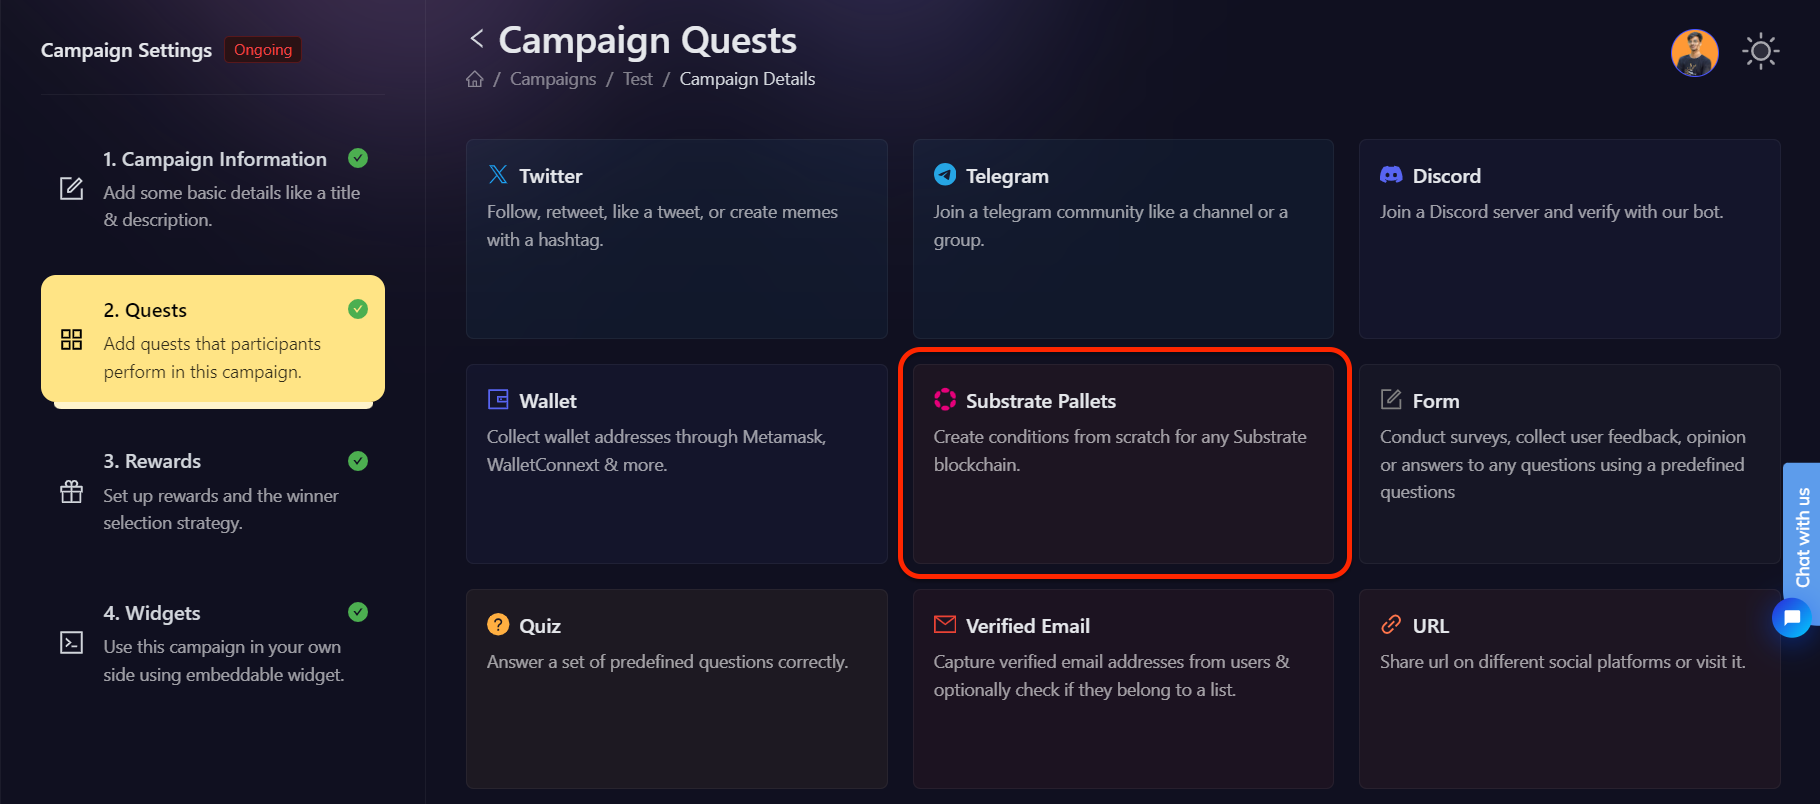 Campaign Settings
Ongoing
1. Campaign Information
Add some basic details like a title
& description.
2. Quests
Add quests that participants
perform in this campaign.
3. Rewards
Set up rewards and the winner
selection strategy.
4. Widgets
Use this campaign in your own
side using embeddable widget.
Campaign Quests
/ Campaigns / Test / Campaign Details
Twitter
Follow, retweet, like a tweet, or create memes
with a hashtag.
Telegram
Join a telegram community like a channel or a
group.
Discord
Join a Discord server and verify with our bot.
Wallet
Collect wallet addresses through Metamask,
WalletConnext & more.
Substrate Pallets
Create conditions from scratch for any Substrate
blockchain.
Form
Conduct surveys, collect user feedback, opinion
or answers to any questions using a predefined
questions
Quiz
Answer a set of predefined questions correctly.
Verified Email
Capture verified email addresses from users &
optionally check if they belong to a list.
URL
Share url on different social platforms or visit it.
Chat with us